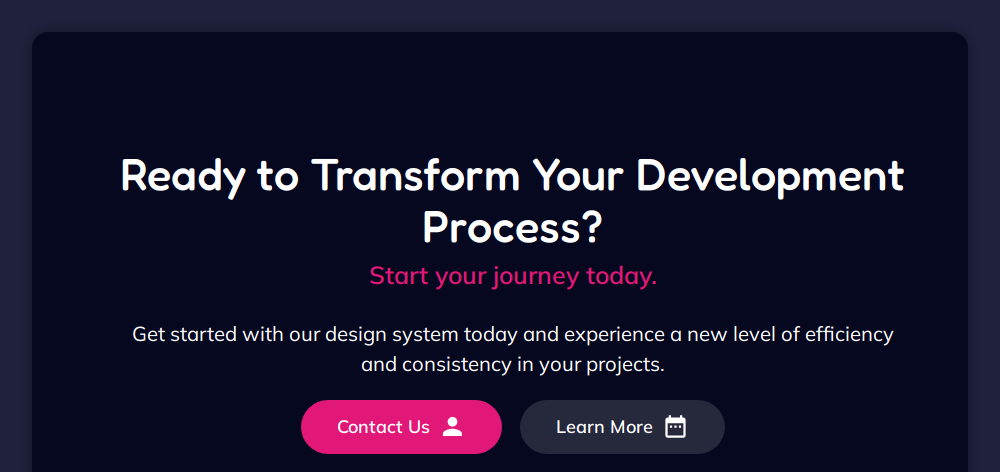 Ready to Transform Your Development
Process?
Start your journey today.
Get started with our design system today and experience a new level of efficiency
and consistency in your projects.
Contact Us
Learn More